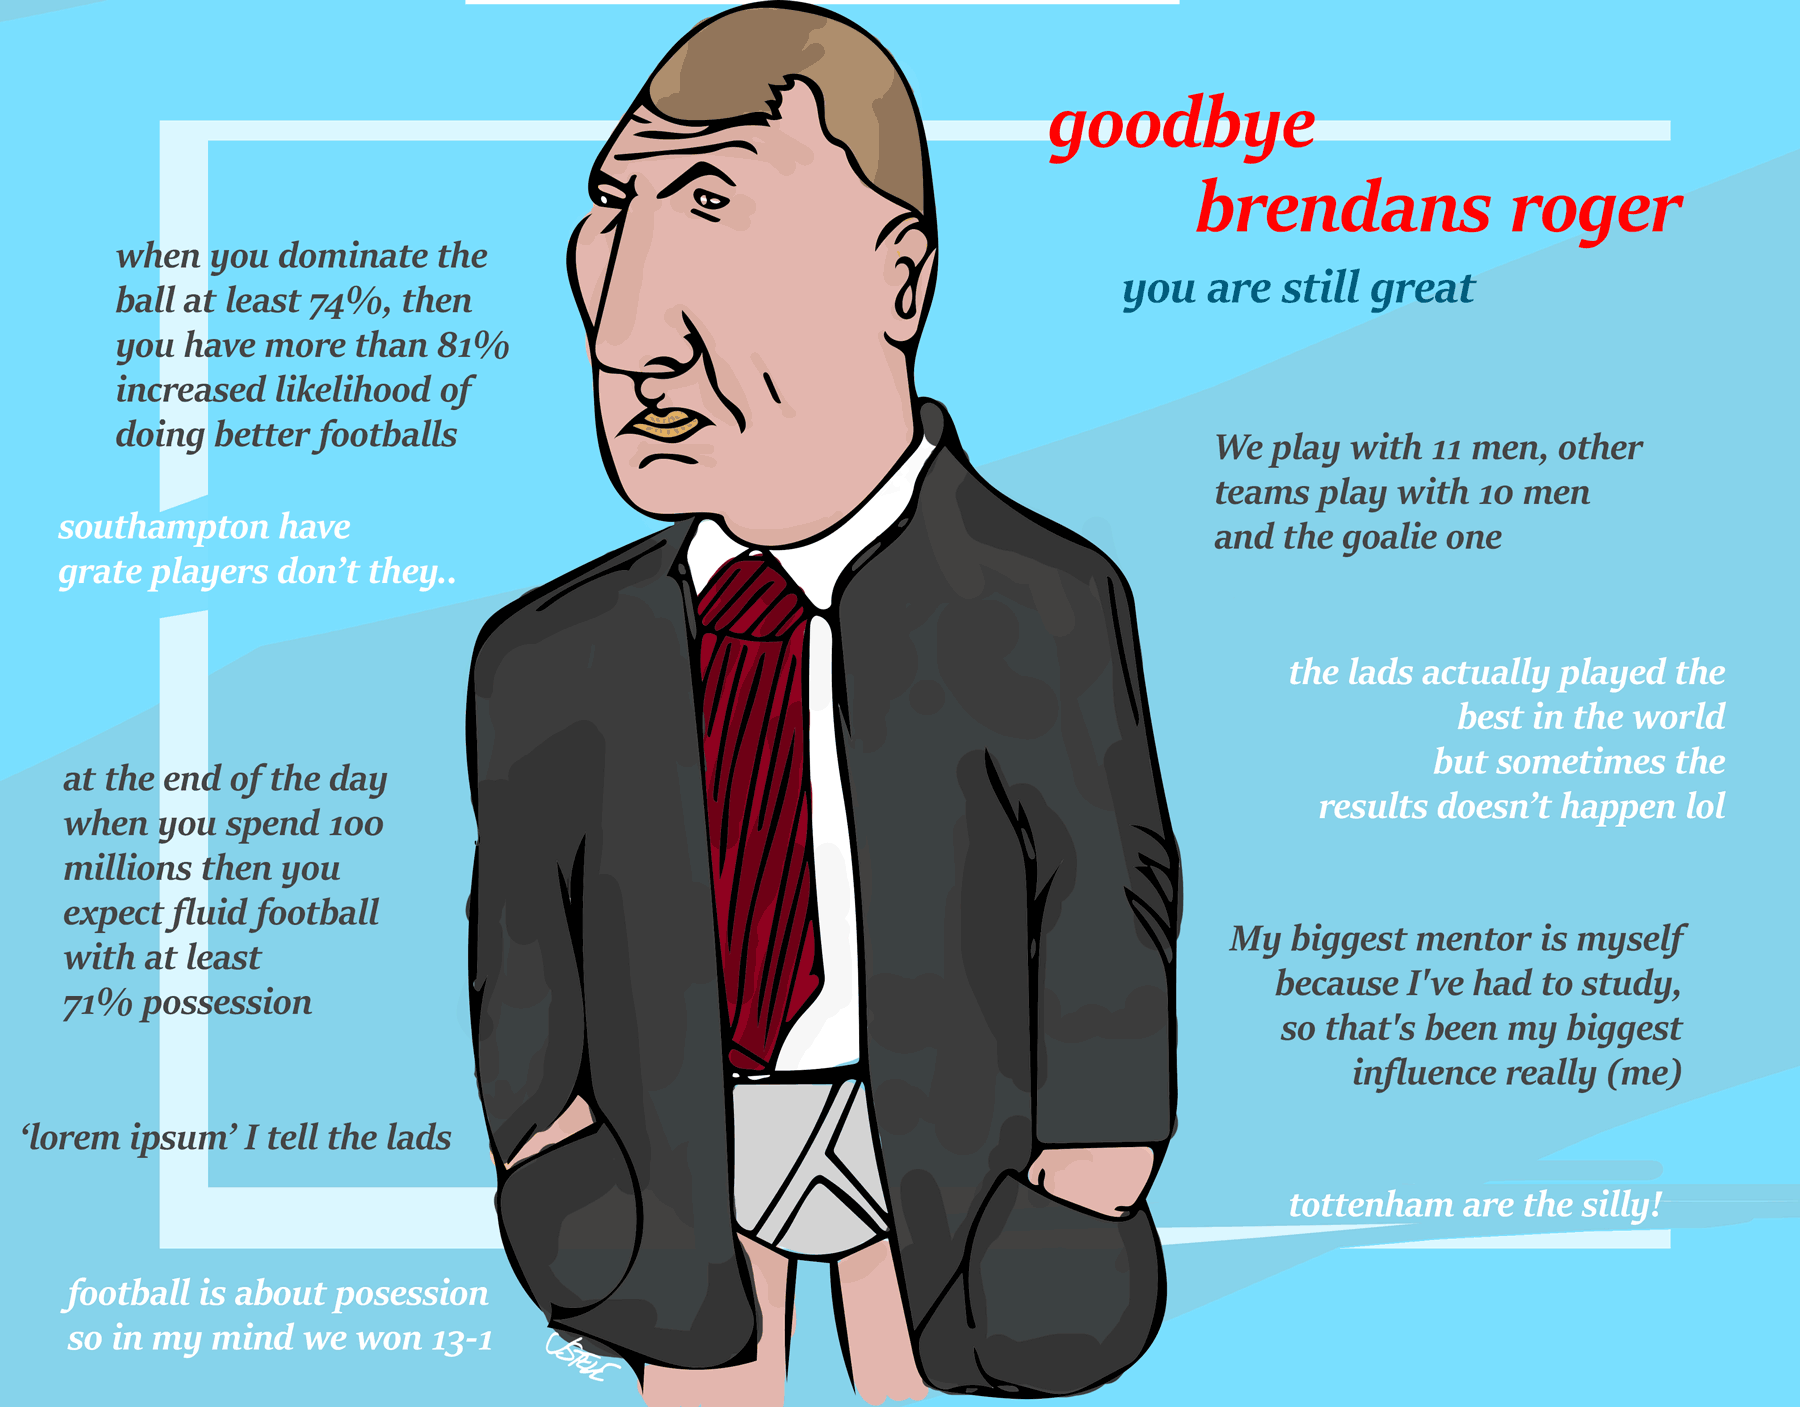 goodbye
brendans roger
you are still great
when you dominate the
ball at least 74%, then
you have more than 81%
increased likelihood of
doing better footballs
southampton have
grate players don’t they..
at the end of the day
when you spend 100
millions then you
expect fluid football
with at least
71% possession
‘lorem ipsum’ I tell the lads
football is about posession
so in my mind we won 13-1
We play with 11 men, other
teams play with 10 men
and the goalie one
the lads actually played the
best in the world
but sometimes the
results doesn’t happen lol
My biggest mentor is myself
because I've had to study,
so that's been my biggest
influence really (me)
tottenham are the silly!